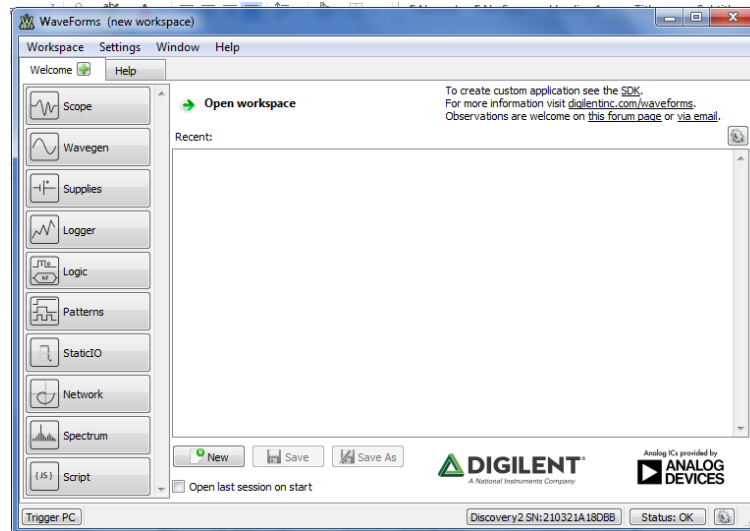 WaveForms (new workspace)
Workspace Settings Window Help
Welcome Help
Scope
Wavegen
Supplies
Logger
Logic
Patterns
StaticIO
Network
Spectrum
{JS} Script
Open workspace
To create custom application see the SDK.
For more information visit digilentinc.com/waveforms.
Observations are welcome on this forum page or via email.
Recent:
New Save Save As
Open last session on start
DIGILENT
A National Instruments Company
Analog ICs provided by
ANALOG
DEVICES
Trigger PC
Discovery2 SN:210321A18DBB
Status: OK